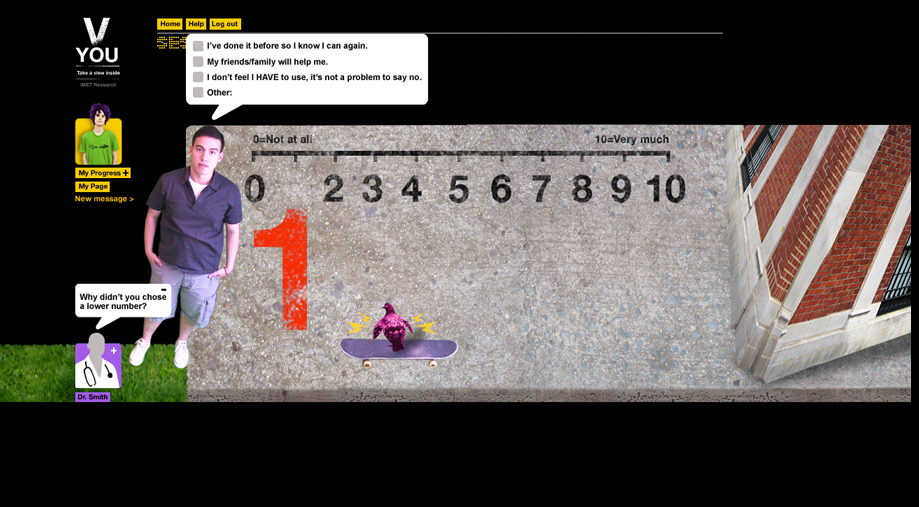 Home Help Log out
V
YOU
Take a view inside
iMET Research
SES
I've done it before so I know I can again.
My friends/family will help me.
I don't feel I HAVE to use, it's not a problem to say no.
Other:
0=Not at all
10=Very much
0 2 3 4 5 6 7 8 9 10
1
My Progress +
My Page
New message >
Why didn't you chose
a lower number?
Dr. Smith